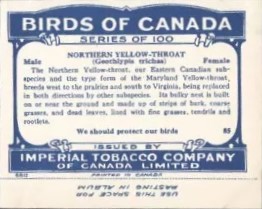 BIRDS OF CANADA
SERIES OF 100
NORTHERN YELLOW-THROAT
Male (Geothlypis trichas) Female
The Northern Yellow-throat, our Eastern Canadian sub-
species and the type form of the Maryland Yellow-throat,
breeds west to the prairies and south to Virginia, being replaced
in both directions by other subspecies. Its bulky nest is built
on or near the ground and made up of strips of bark, coarse
grasses, and dead leaves, lined with fine grasses, tendrils and
rootlets.
We should protect our birds 85
ISSUED BY
IMPERIAL TOBACCO COMPANY
OF CANADA LIMITED
PRINTED IN CANADA
USE THIS SPACE FOR
PASTING IN ALBUM